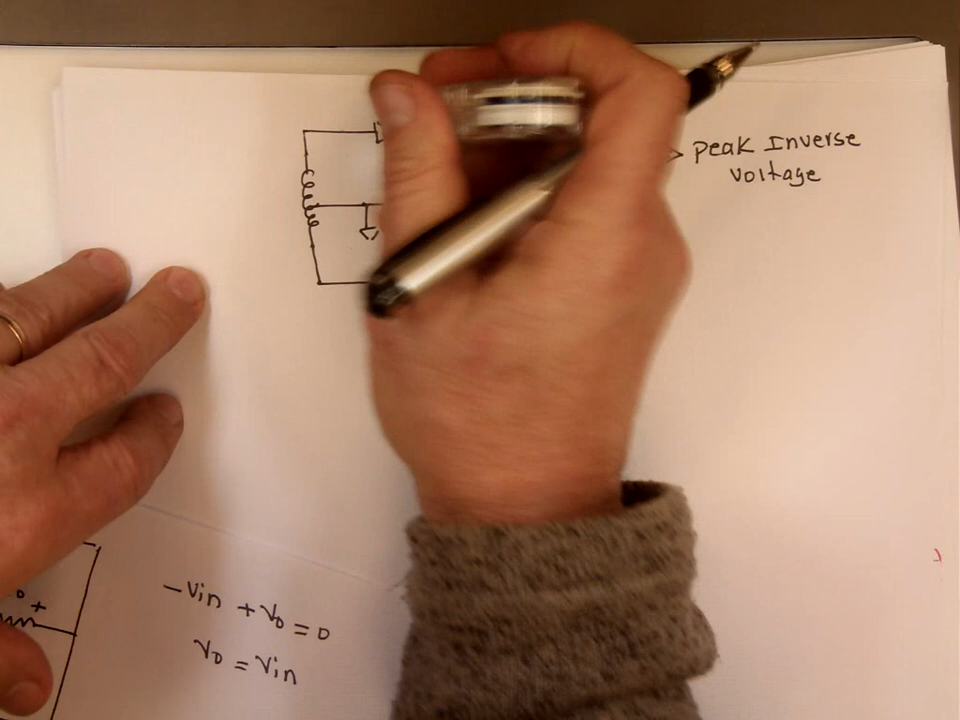 Peak Inverse
Voltage
+
-Vin + Vo = 0
Vo = Vin